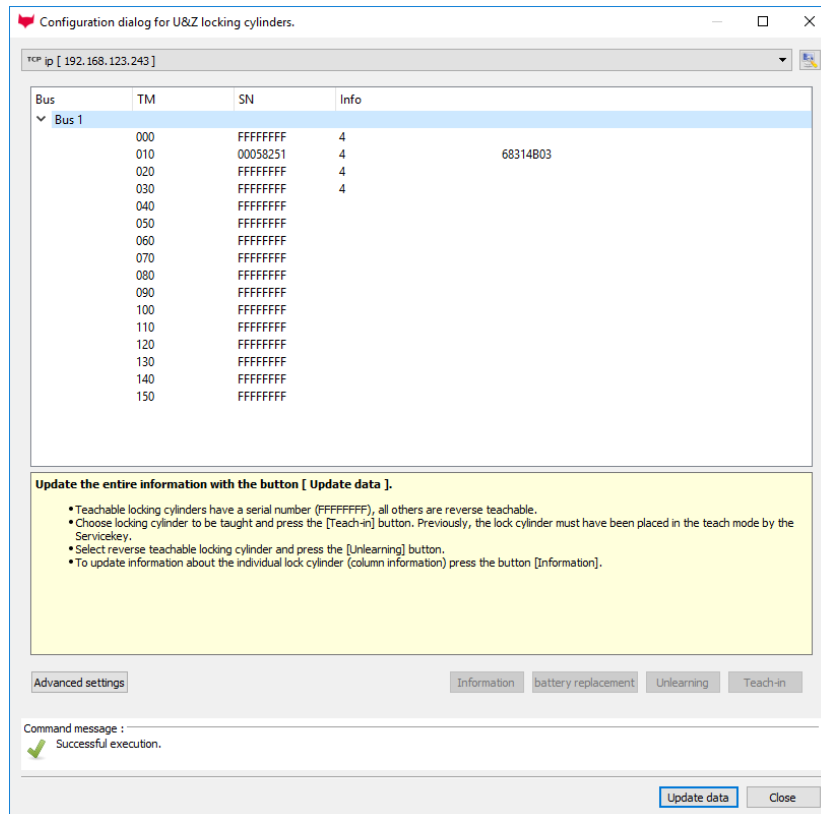 Configuration dialog for U&Z locking cylinders.
TCP ip [ 192.168.123.243 ]
Bus TM SN Info
Bus 1
000 FFFFFFFF 4
010 00058251 4 68314B03
020 FFFFFFFF 4
030 FFFFFFFF 4
040 FFFFFFFF
050 FFFFFFFF
060 FFFFFFFF
070 FFFFFFFF
080 FFFFFFFF
090 FFFFFFFF
100 FFFFFFFF
110 FFFFFFFF
120 FFFFFFFF
130 FFFFFFFF
140 FFFFFFFF
150 FFFFFFFF
Update the entire information with the button [ Update data ].
• Teachable locking cylinders have a serial number (FFFFFFFF), all others are reverse teachable.
• Choose locking cylinder to be taught and press the [Teach-in] button. Previously, the lock cylinder must have been placed in the teach mode by the
Servicekey.
• Select reverse teachable locking cylinder and press the [Unlearning] button.
• To update information about the individual lock cylinder (column information) press the button [Information].
Advanced settings Information battery replacement Unlearning Teach-in
Command message :
Successful execution.
Update data Close